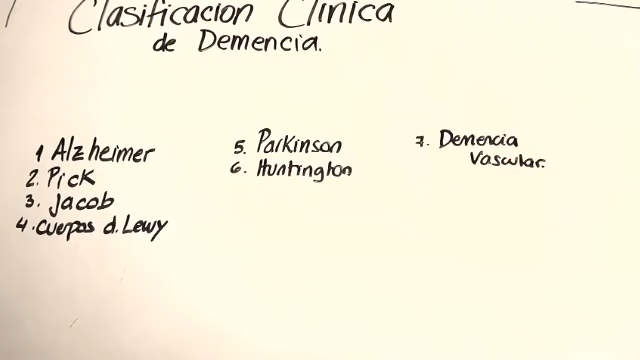 Clasificacion Clinica
de Demencia.
1 Alzheimer
2. Pick
3. Jacob
4. cuerpos d. Lewy
5. Parkinson
6. Huntington
7. Demencia
Vascular.